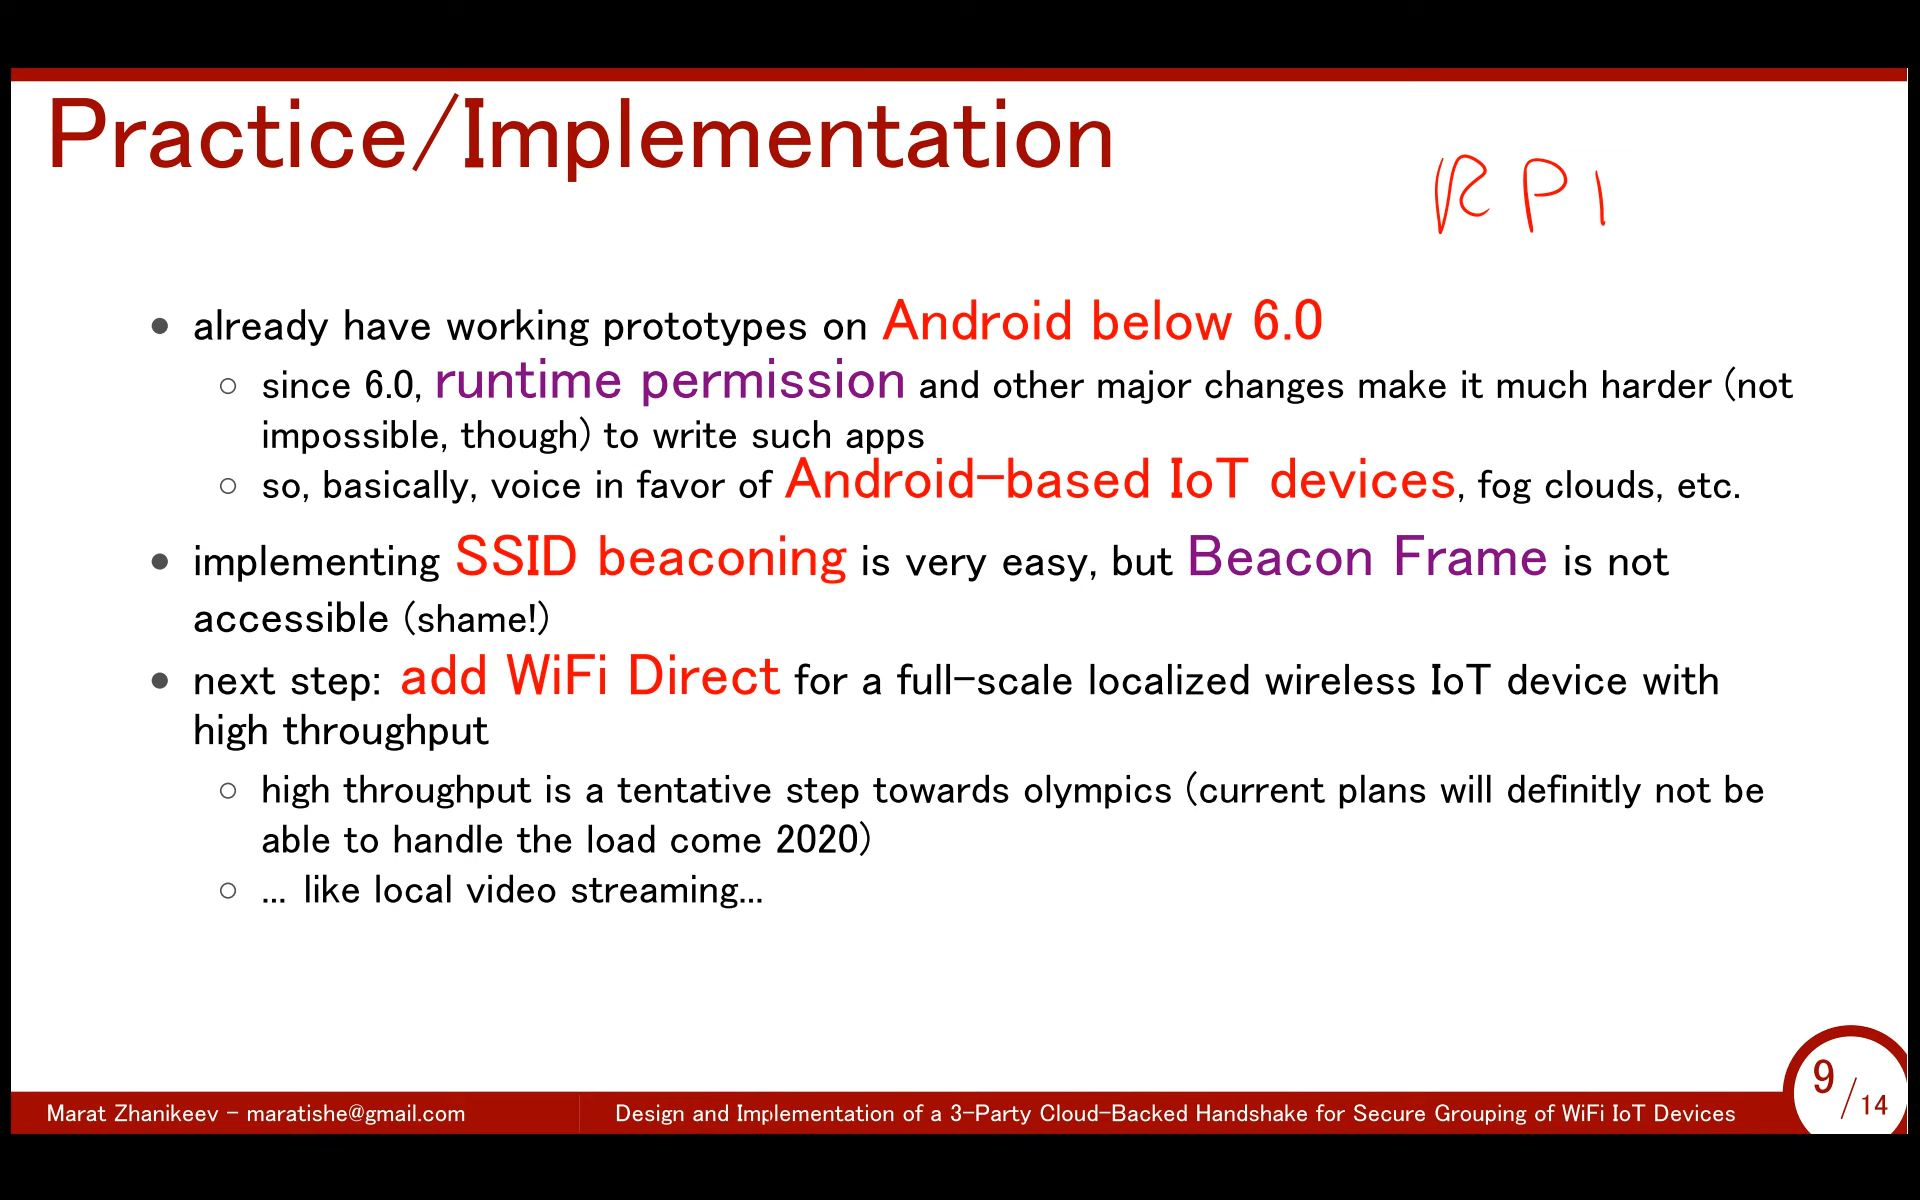 Practice/Implementation
RPI
• already have working prototypes on Android below 6.0
○ since 6.0, runtime permission and other major changes make it much harder (not
impossible, though) to write such apps
○ so, basically, voice in favor of Android-based IoT devices, fog clouds, etc.
• implementing SSID beaconing is very easy, but Beacon Frame is not
accessible (shame!)
• next step: add WiFi Direct for a full-scale localized wireless IoT device with
high throughput
○ high throughput is a tentative step towards olympics (current plans will definitly not be
able to handle the load come 2020)
○ ... like local video streaming...
Marat Zhanikeev - maratishe@gmail.com
Design and Implementation of a 3-Party Cloud-Backed Handshake for Secure Grouping of WiFi IoT Devices
9/14